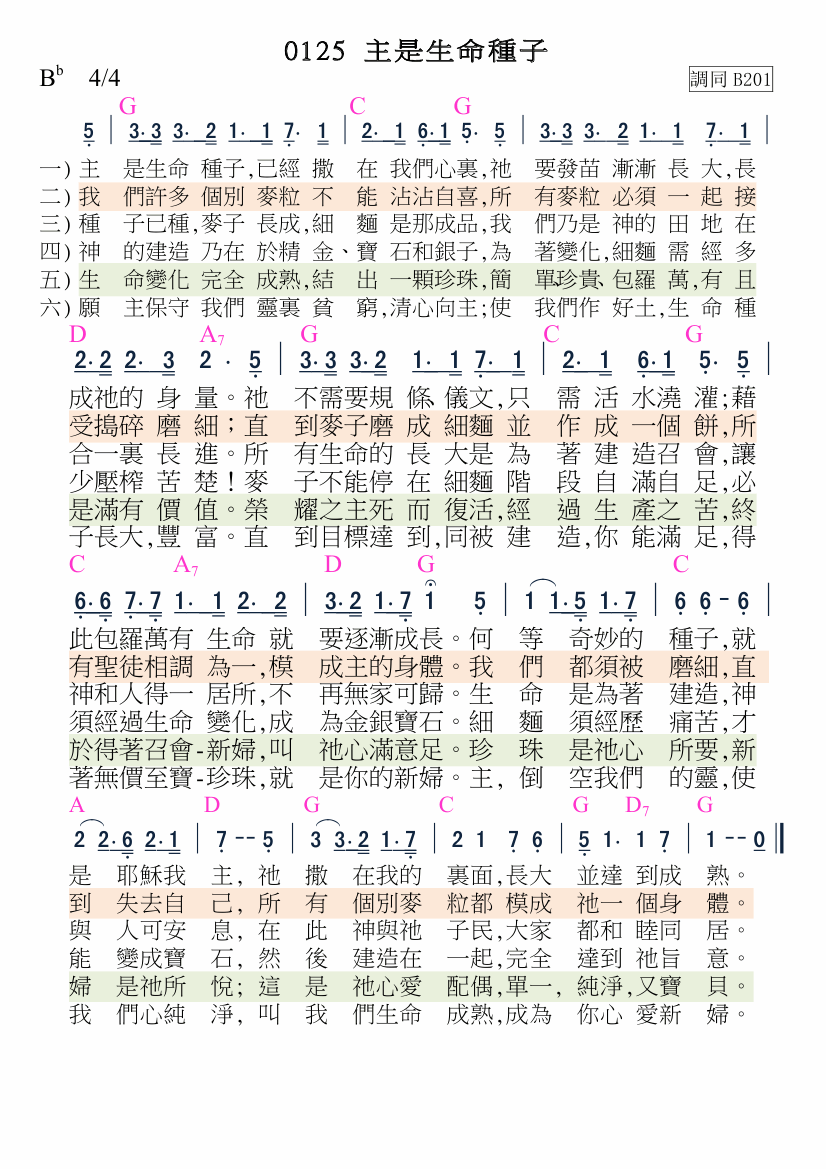 0125 主是生命種子
B♭ 4/4 調同 B201
G C G
5 | 3·3 3·2 1·1 7·1 | 2·1 6·1 5·5 | 3·3 3·2 1·1 7·1 |
一) 主 是生命 種子,已經 撒 在 我們心裏,祂 要發苗 漸漸 長 大,長
二) 我 們許多 個別 麥粒 不 能 沾沾自喜,所 有麥粒 必須 一 起 接
三) 種 子已種,麥子 長成,細 麵 是那成品,我 們乃是 神的 田 地 在
四) 神 的建造 乃在 於精 金、寶 石和銀子,為 著變化,細麵 需 經 多
五) 生 命變化 完全 成熟,結 出 一顆珍珠,簡 單、珍貴、包羅 萬,有 且
六) 願 主保守 我們 靈裏 貧 窮,清心向主;使 我們作 好土,生 命 種
D A7 G C G
2·2 2·3 2·5 | 3·3 3·2 1·1 7·1 | 2·1 6·1 5·5 |
成祂的 身 量。祂 不需要規 條、儀文,只 需 活 水澆 灌;藉
受搗碎 磨 細;直 到麥子磨 成 細麵 並 作 成 一個 餅,所
合一裏 長 進。所 有生命的 長 大是 為 著 建 造召 會,讓
少壓榨 苦 楚!麥 子不能停 在 細麵 階 段 自 滿自 足,必
是滿有 價 值。榮 耀之主死 而 復活,經 過 生 產之 苦,終
子長大,豐 富。直 到目標達 到,同被 建 造,你 能滿 足,得
C A7 D G C
6·6 7·7 1·1 2·2 | 3·2 1·7 1 5 | 1 1·5 1·7 | 6 6-6 |
此包羅萬有 生命 就 要逐漸成長。何 等 奇妙的 種子,就
有聖徒相調 為一,模 成主的身體。我 們 都須被 磨細,直
神和人得一 居所,不 再無家可歸。生 命 是為著 建造,神
須經過生命 變化,成 為金銀寶石。細 麵 須經歷 痛苦,才
於得著召會-新婦,叫 祂心滿意足。珍 珠 是祂心 所要,新
著無價至寶-珍珠,就 是你的新婦。主, 倒 空我們 的靈,使
A D G C G D7 G
2 2·6 2·1 | 7--5 | 3 3·2 1·7 | 2 1 7 6 | 5 1· 1 7 | 1--0 ‖
是 耶穌我 主, 祂 撒 在我的 裏面,長大 並達 到成 熟。
到 失去自 己, 所 有 個別麥 粒都 模成 祂一 個身 體。
與 人可安 息, 在 此 神與祂 子民,大家 都和 睦同 居。
能 變成寶 石, 然 後 建造在 一起,完全 達到 祂旨 意。
婦 是祂所 悅; 這 是 祂心愛 配偶,單一, 純淨,又寶 貝。
我 們心純 淨, 叫 我 們生命 成熟,成為 你心 愛新 婦。